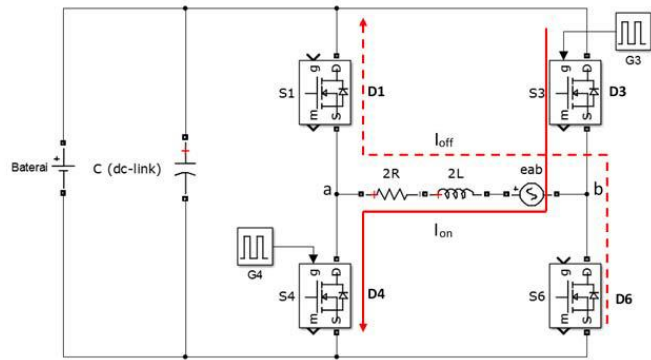 G3
g D
S1
D1
m S
g D
S3
D3
m S
Baterai
+
C (dc-link)
Ioff
2R
2L
eab
+
a
b
Ion
G4
g D
S4
D4
m S
g D
S6
D6
m S